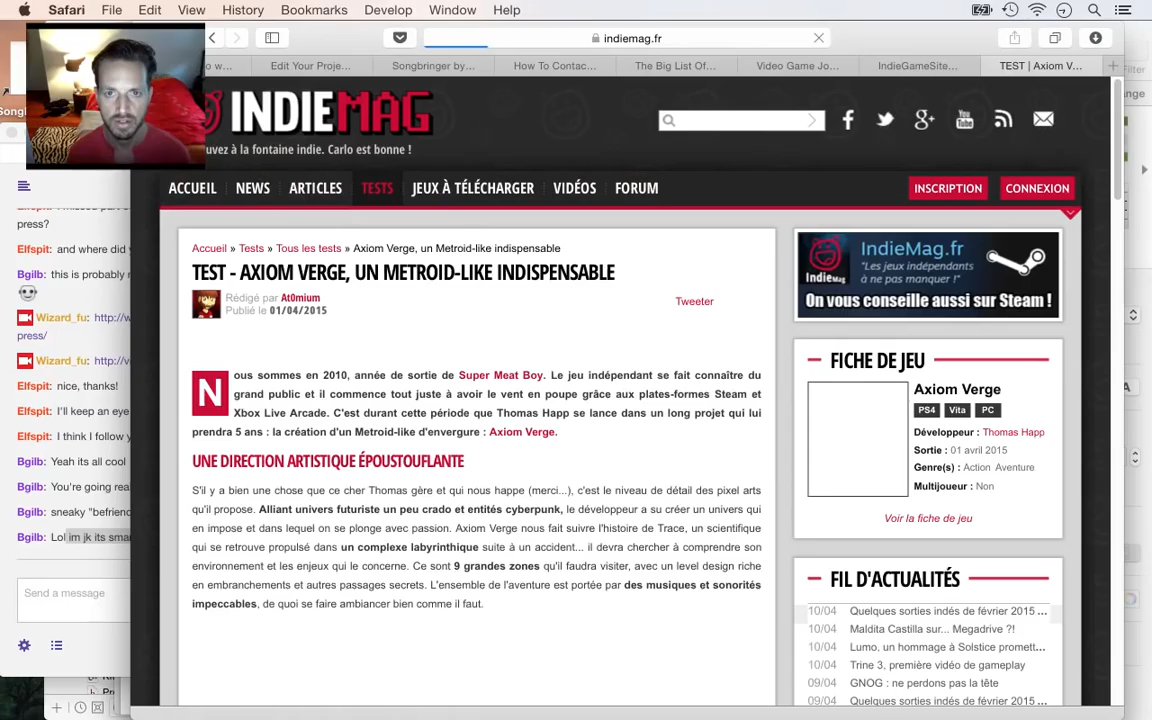 Safari File Edit View History Bookmarks Develop Window Help
indiemag.fr
o w... Edit Your Proje... Songbringer by... How To Contac... The Big List Of... Video Game Jo... IndieGameSite... TEST | Axiom V...
Filter
ange
Song
INDIEMAG
uvez à la fontaine indie. Carlo est bonne !
ACCUEIL NEWS ARTICLES TESTS JEUX À TÉLÉCHARGER VIDÉOS FORUM INSCRIPTION CONNEXION
press?
Elfspit: and where did
Bgilb: this is probably
Wizard_fu: http://w
press/
Wizard_fu: http://v
Elfspit: nice, thanks!
Elfspit: I'll keep an eye
Elfspit: I think I follow
Bgilb: Yeah its all cool
Bgilb: You're going rea
Bgilb: sneaky "befrien
Bgilb: Lol im jk its sma
Send a message
Accueil » Tests » Tous les tests » Axiom Verge, un Metroid-like indispensable
TEST - AXIOM VERGE, UN METROID-LIKE INDISPENSABLE
Rédigé par At0mium
Publié le 01/04/2015
Tweeter
Nous sommes en 2010, année de sortie de Super Meat Boy. Le jeu indépendant se fait connaître du
grand public et il commence tout juste à avoir le vent en poupe grâce aux plates-formes Steam et
Xbox Live Arcade. C'est durant cette période que Thomas Happ se lance dans un long projet qui lui
prendra 5 ans : la création d'un Metroid-like d'envergure : Axiom Verge.
UNE DIRECTION ARTISTIQUE ÉPOUSTOUFLANTE
S'il y a bien une chose que ce cher Thomas gère et qui nous happe (merci...), c'est le niveau de détail des pixel arts
qu'il propose. Alliant univers futuriste un peu crado et entités cyberpunk, le développeur a su créer un univers qui
en impose et dans lequel on se plonge avec passion. Axiom Verge nous fait suivre l'histoire de Trace, un scientifique
qui se retrouve propulsé dans un complexe labyrinthique suite à un accident... il devra chercher à comprendre son
environnement et les enjeux qui le concerne. Ce sont 9 grandes zones qu'il faudra visiter, avec un level design riche
en embranchements et autres passages secrets. L'ensemble de l'aventure est portée par des musiques et sonorités
impeccables, de quoi se faire ambiancer bien comme il faut.
IndieMag.fr
"Les jeux indépendants
à ne pas manquer !"
IndieMag
On vous conseille aussi sur Steam !
FICHE DE JEU
Axiom Verge
PS4 Vita PC
Développeur : Thomas Happ
Sortie : 01 avril 2015
Genre(s) : Action Aventure
Multijoueur : Non
Voir la fiche de jeu
FIL D'ACTUALITÉS
10/04 Quelques sorties indés de février 2015 ...
10/04 Maldita Castilla sur... Megadrive ?!
10/04 Lumo, un hommage à Solstice promett...
10/04 Trine 3, première vidéo de gameplay
09/04 GNOG : ne perdons pas la tête
09/04 Quelques sorties indés de février 2015 ...